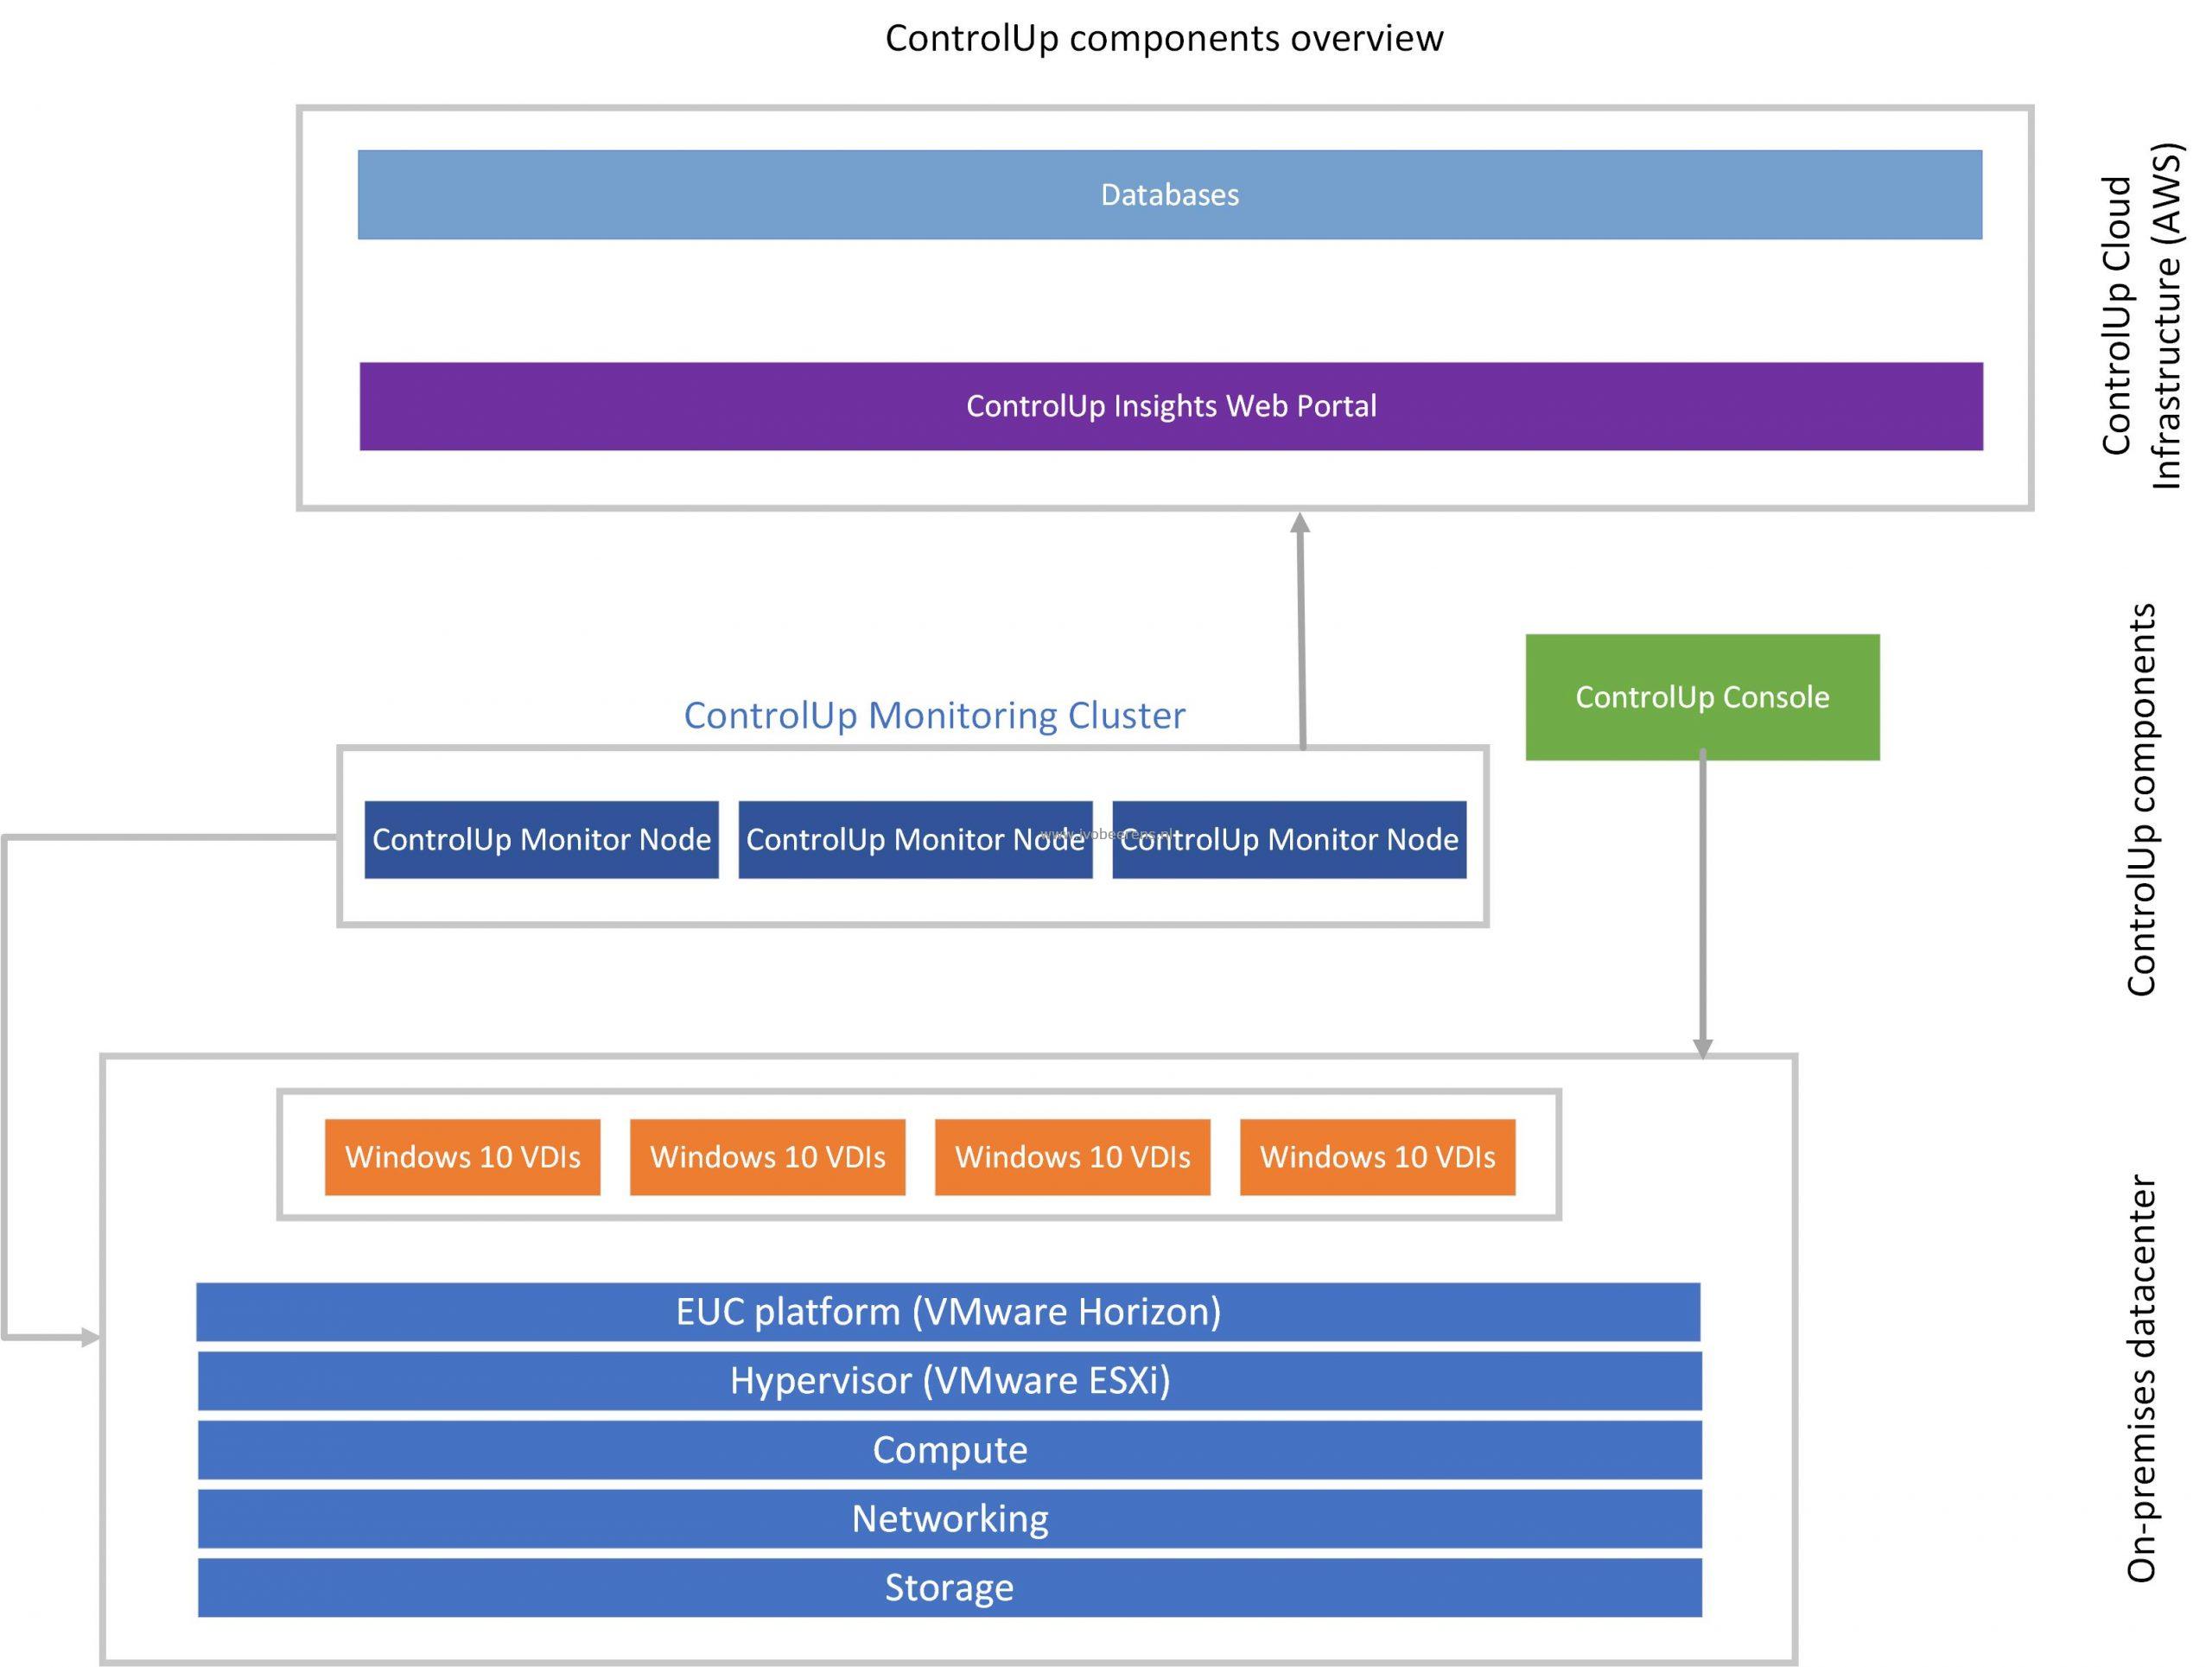 ControlUp components overview
Databases
ControlUp Insights Web Portal
ControlUp Cloud
Infrastructure (AWS)
ControlUp Console
ControlUp Monitoring Cluster
ControlUp Monitor Node
ControlUp Monitor Node
ControlUp Monitor Node
www.ivobeerens.nl
ControlUp components
Windows 10 VDIs
Windows 10 VDIs
Windows 10 VDIs
Windows 10 VDIs
EUC platform (VMware Horizon)
Hypervisor (VMware ESXi)
Compute
Networking
Storage
On-premises datacenter